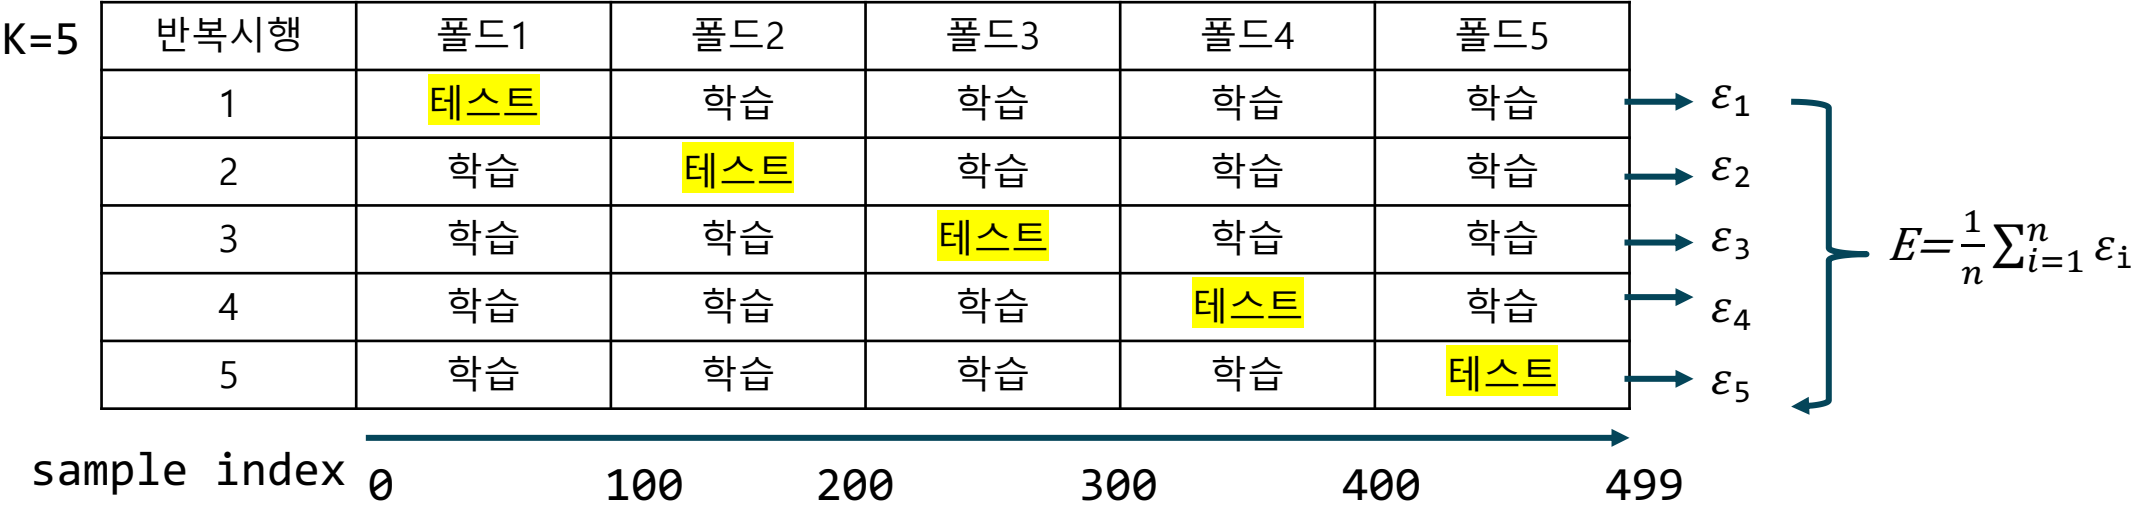 K=5
반복시행 폴드1 폴드2 폴드3 폴드4 폴드5
1 테스트 학습 학습 학습 학습 ε₁
2 학습 테스트 학습 학습 학습 ε₂
3 학습 학습 테스트 학습 학습 ε₃
4 학습 학습 학습 테스트 학습 ε₄
5 학습 학습 학습 학습 테스트 ε₅
E=\frac{1}{n}\sum_{i=1}^{n} ε_i
sample index 0 100 200 300 400 499